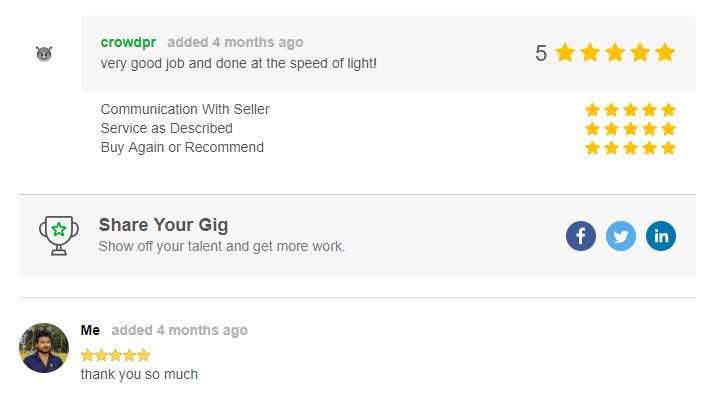 crowdpr added 4 months ago
very good job and done at the speed of light!
5
Communication With Seller
Service as Described
Buy Again or Recommend
Share Your Gig
Show off your talent and get more work.
f
in
Me added 4 months ago
thank you so much